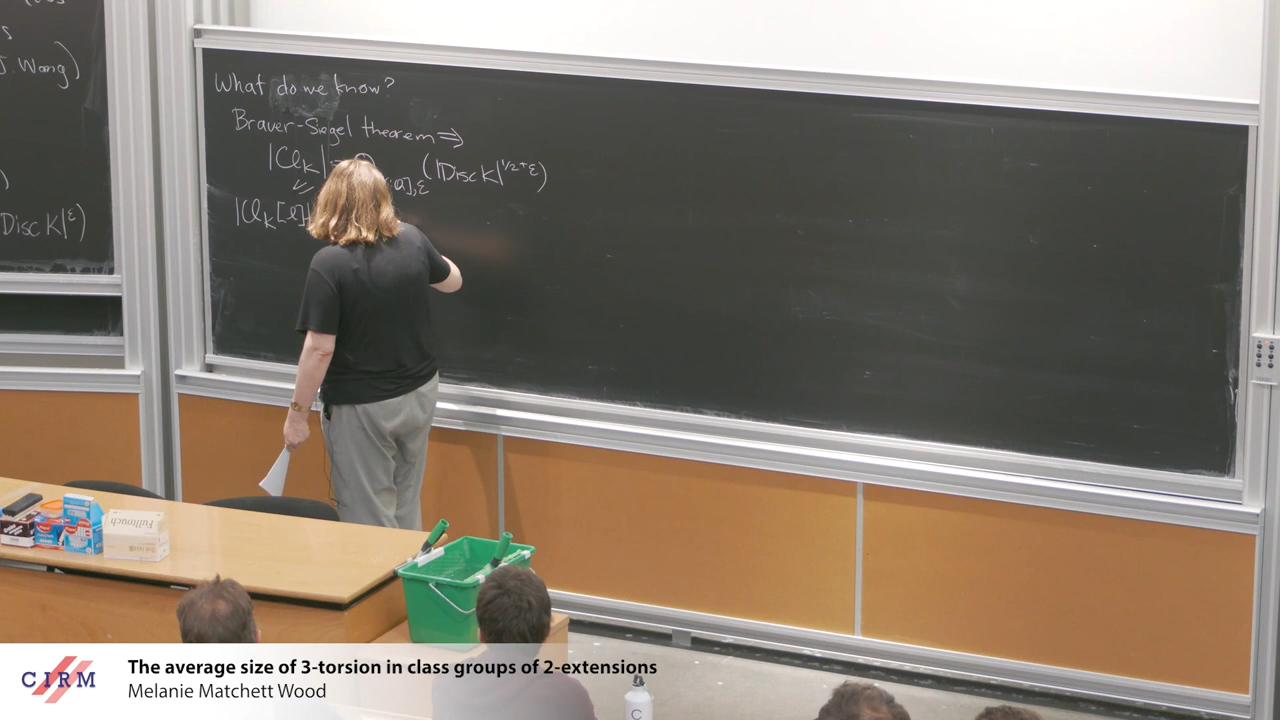 J. Wang)
)
Disc K|^ε)
What do we know?
Brauer-Siegel theorem ⇒
|Cl_K| (|Disc K|^{1/2+ε})
|Cl_K[ℓ]|
Fulltouch
CIRM
The average size of 3-torsion in class groups of 2-extensions
Melanie Matchett Wood
C